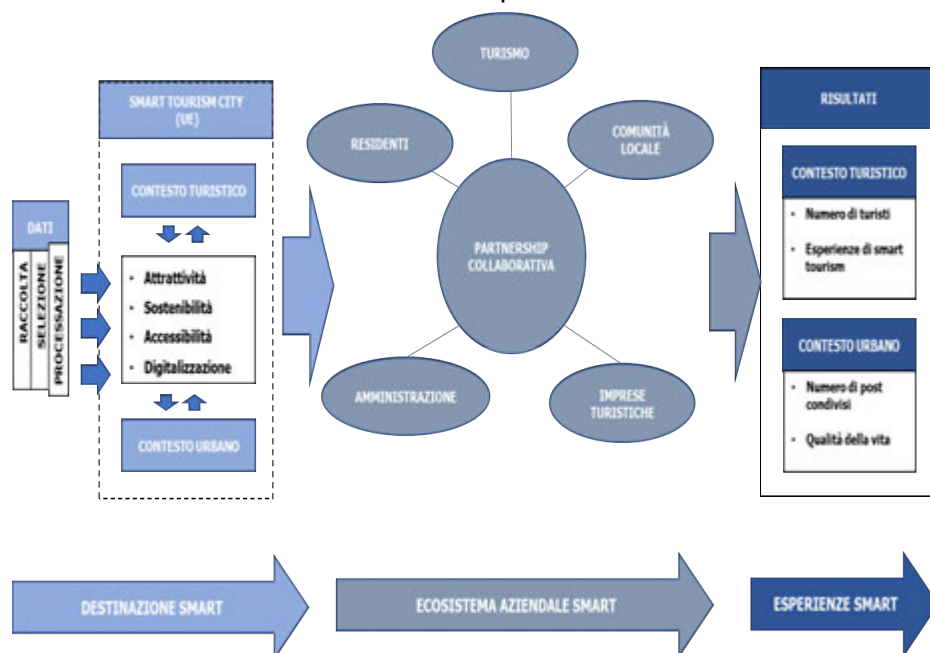 TURISMO
RESIDENTI
COMUNITÀ
LOCALE
PARTNERSHIP
COLLABORATIVA
AMMINISTRAZIONE
IMPRESE
TURISTICHE
SMART TOURISM CITY
(UE)
CONTESTO TURISTICO
DATI
RACCOLTA
SELEZIONE
PROCESSAZIONE
• Attrattività
• Sostenibilità
• Accessibilità
• Digitalizzazione
CONTESTO URBANO
RISULTATI
CONTESTO TURISTICO
• Numero di turisti
• Esperienze di smart
tourism
CONTESTO URBANO
• Numero di post
condivisi
• Qualità della vita
DESTINAZIONE SMART
ECOSISTEMA AZIENDALE SMART
ESPERIENZE SMART